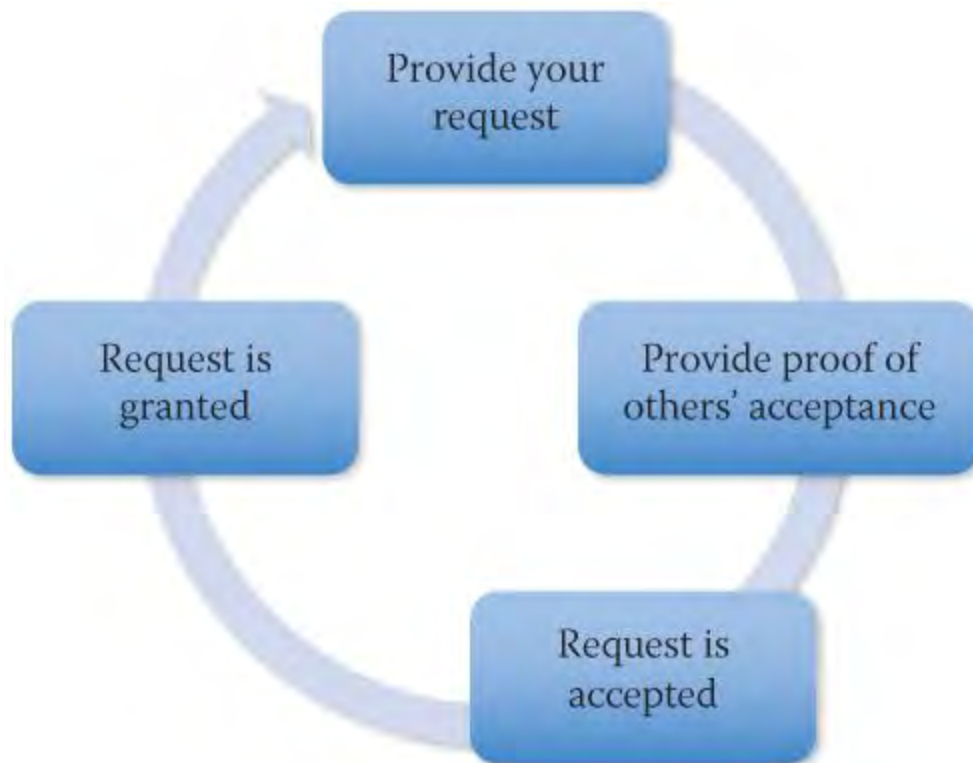 Provide your
request
Provide proof of
others’ acceptance
Request is
accepted
Request is
granted